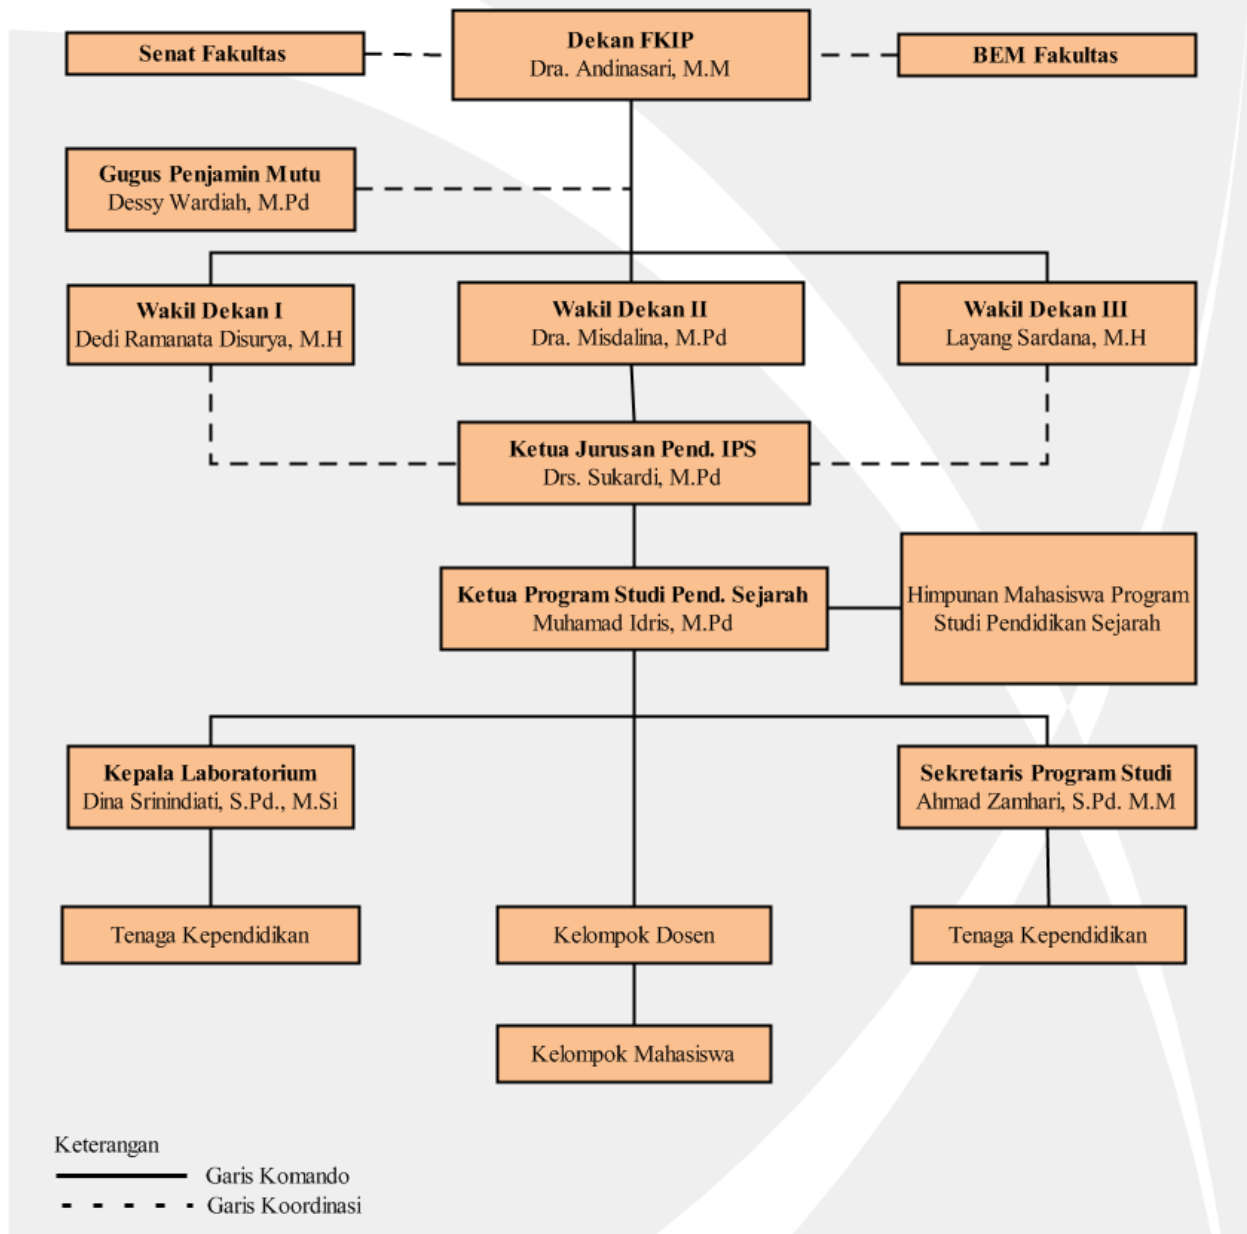 Senat Fakultas
Dekan FKIP
Dra. Andinasari, M.M
BEM Fakultas
Gugus Penjamin Mutu
Dessy Wardiah, M.Pd
Wakil Dekan I
Dedi Ramanata Disurya, M.H
Wakil Dekan II
Dra. Misdalina, M.Pd
Wakil Dekan III
Layang Sardana, M.H
Ketua Jurusan Pend. IPS
Drs. Sukardi, M.Pd
Ketua Program Studi Pend. Sejarah
Muhamad Idris, M.Pd
Himpunan Mahasiswa Program
Studi Pendidikan Sejarah
Kepala Laboratorium
Dina Srinindiati, S.Pd., M.Si
Sekretaris Program Studi
Ahmad Zamhari, S.Pd. M.M
Tenaga Kependidikan
Kelompok Dosen
Tenaga Kependidikan
Kelompok Mahasiswa
Keterangan
Garis Komando
Garis Koordinasi